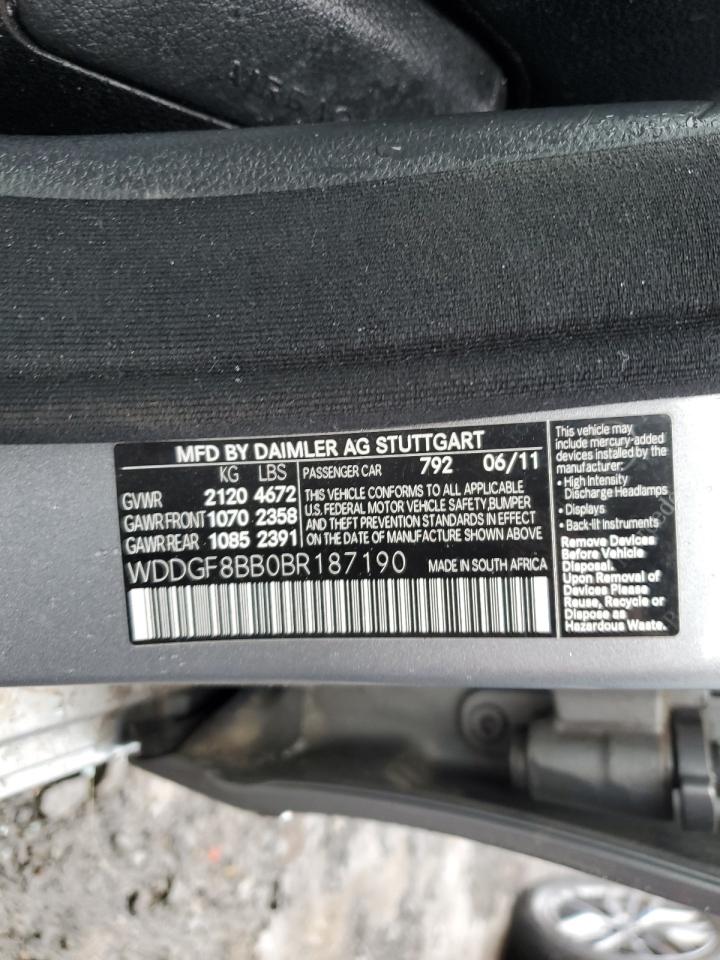 MFD BY DAIMLER AG STUTTGART
KG LBS
PASSENGER CAR 792 06/11
GVWR 2120 4672
GAWR FRONT 1070 2358
GAWR REAR 1085 2391
THIS VEHICLE CONFORMS TO ALL APPLICABLE
U.S. FEDERAL MOTOR VEHICLE SAFETY, BUMPER
AND THEFT PREVENTION STANDARDS IN EFFECT
ON THE DATE OF MANUFACTURE SHOWN ABOVE
WDDGF8BB0BR187190
MADE IN SOUTH AFRICA
This vehicle may
include mercury-added
devices installed by the
manufacturer:
• High Intensity
Discharge Headlamps
• Displays
• Back-lit Instruments
Remove Devices
Before Vehicle
Disposal.
Upon Removal of
Devices Please
Reuse, Recycle or
Dispose as
Hazardous Waste.